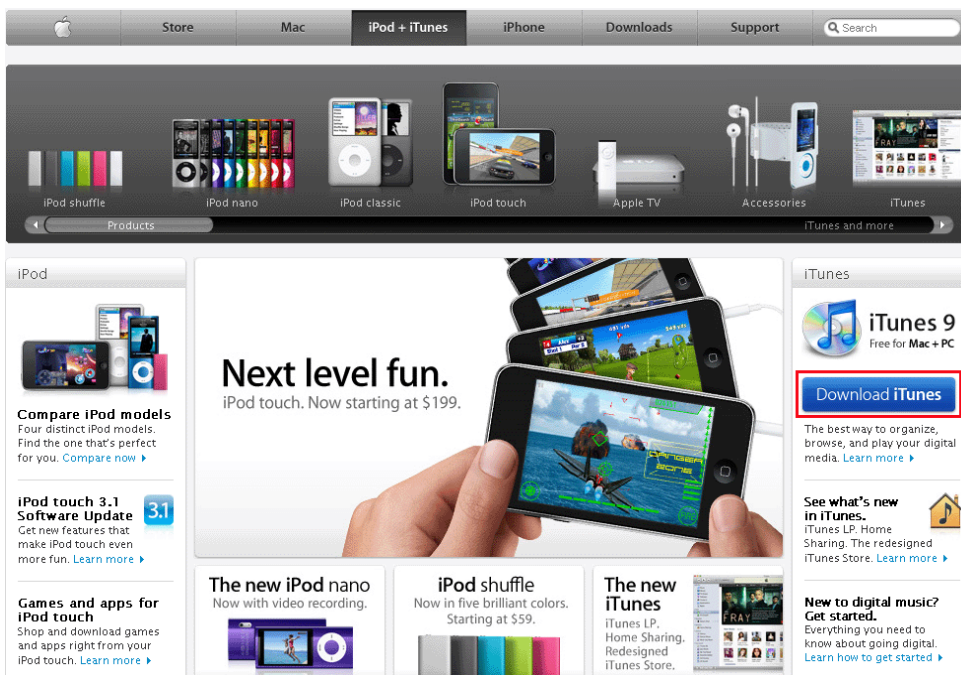 Store
Mac
iPod + iTunes
iPhone
Downloads
Support
Search
iPod shuffle
iPod nano
iPod classic
iPod touch
Apple TV
Accessories
iTunes
Products
iTunes and more
iPod
Compare iPod models
Four distinct iPod models.
Find the one that's perfect
for you. Compare now
iPod touch 3.1
Software Update
3.1
Get new features that
make iPod touch even
more fun. Learn more
Games and apps for
iPod touch
Shop and download games
and apps right from your
iPod touch. Learn more
Next level fun.
iPod touch. Now starting at $199.
DANGER
ZONE
The new iPod nano
Now with video recording.
iPod shuffle
Now in five brilliant colors.
Starting at $59.
The new
iTunes
iTunes LP.
Home Sharing.
Redesigned
iTunes Store.
FRAY
iTunes
iTunes 9
Free for Mac + PC
Download iTunes
The best way to organize,
browse, and play your digital
media. Learn more
See what's new
in iTunes.
iTunes LP. Home
Sharing. The redesigned
iTunes Store. Learn more
New to digital music?
Get started.
Everything you need to
know about going digital.
Learn how to get started